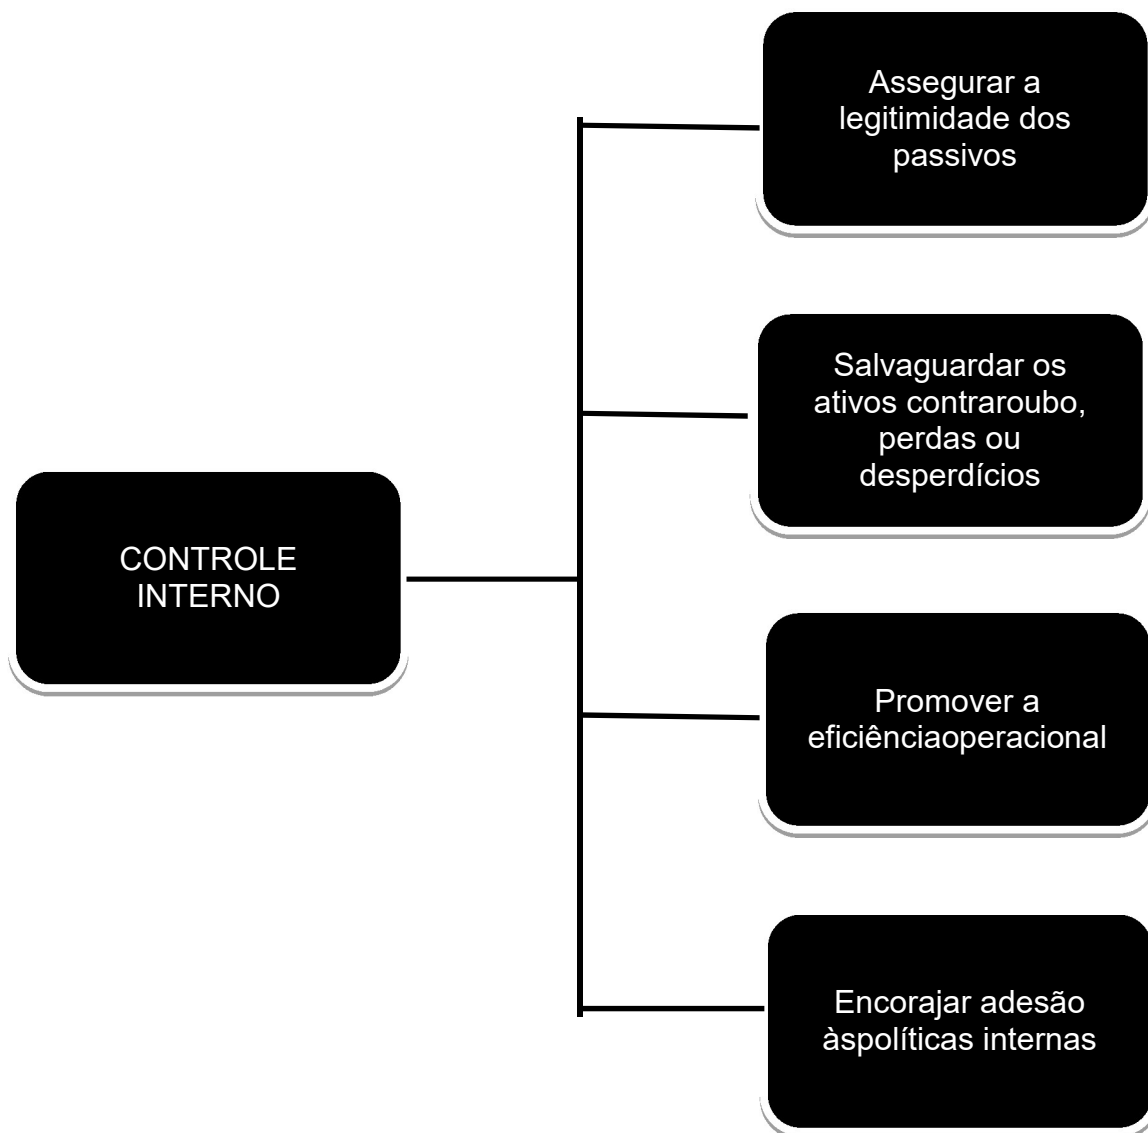 Assegurar a
legitimidade dos
passivos
Salvaguardar os
ativos contraroubo,
perdas ou
desperdícios
CONTROLE
INTERNO
Promover a
eficiênciaoperacional
Encorajar adesão
àspolíticas internas